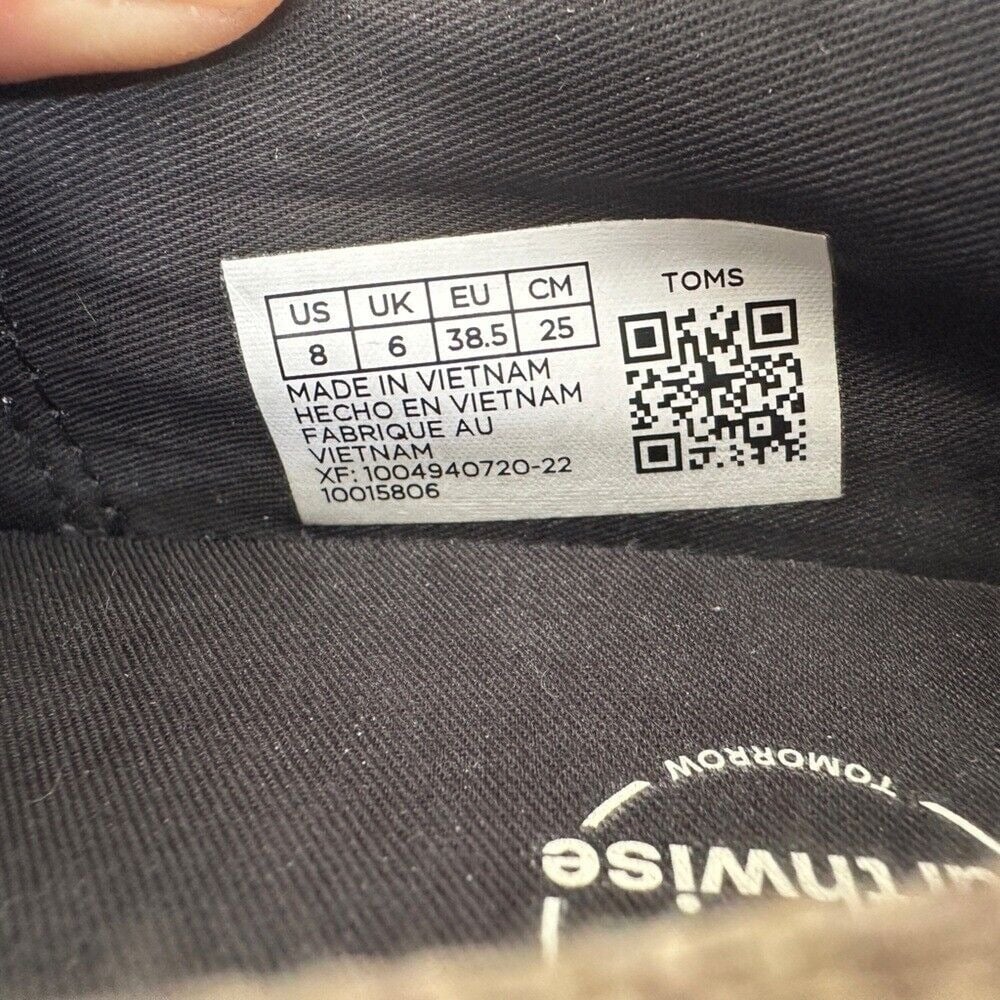 US UK EU CM
8 6 38.5 25
MADE IN VIETNAM
HECHO EN VIETNAM
FABRIQUE AU
VIETNAM
XF: 1004940720-22
10015806
TOMS
TOMORROW